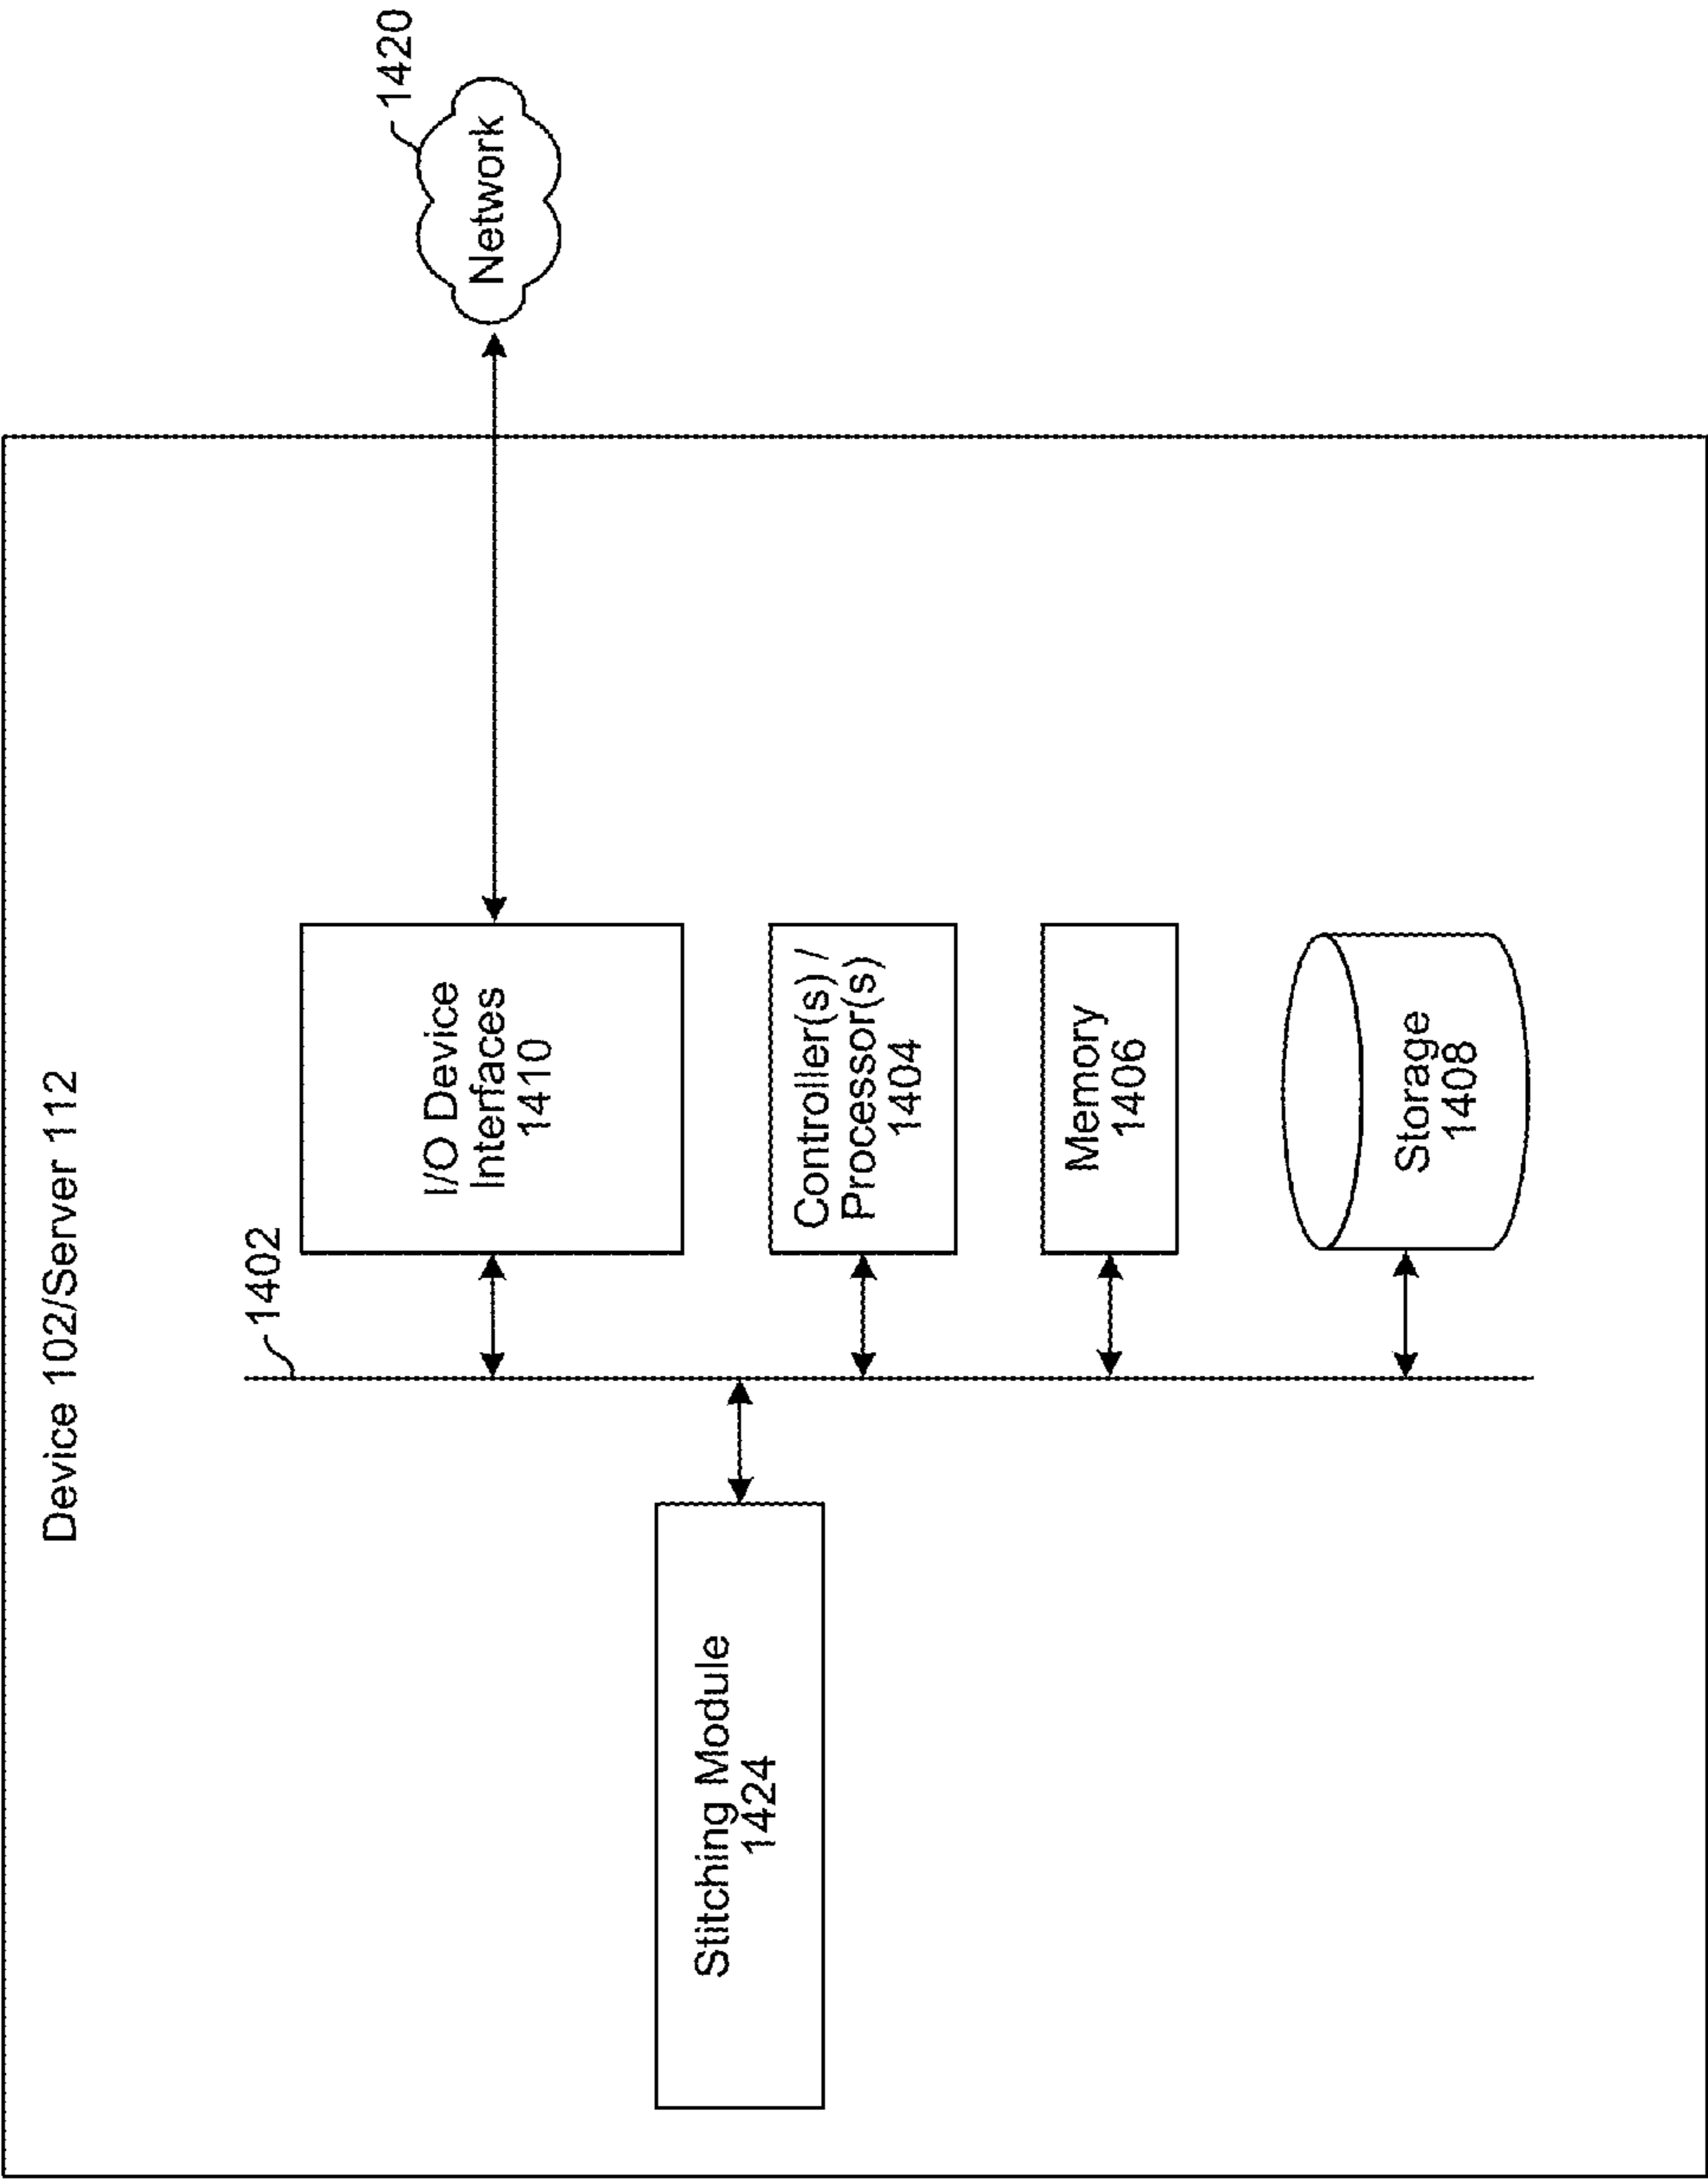 Device 102/Server 112
1402
I/O Device
Interfaces
1410
1420
Network
Stitching Module
1424
Controller(s) /
Processor(s)
1404
Memory
1406
Storage
1408